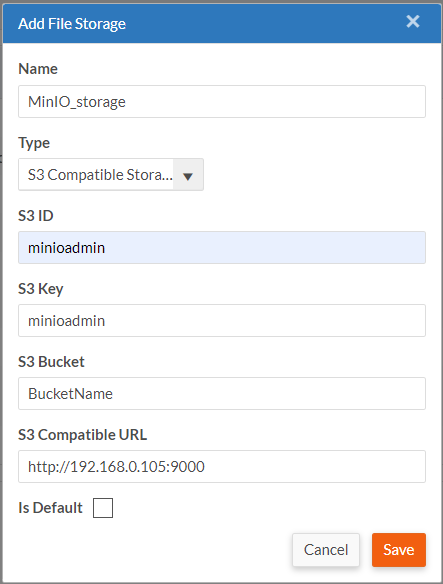 Add File Storage
Name
MinIO_storage
Type
S3 Compatible Stora...
S3 ID
minioadmin
S3 Key
minioadmin
S3 Bucket
BucketName
S3 Compatible URL
http://192.168.0.105:9000
Is Default
Cancel Save